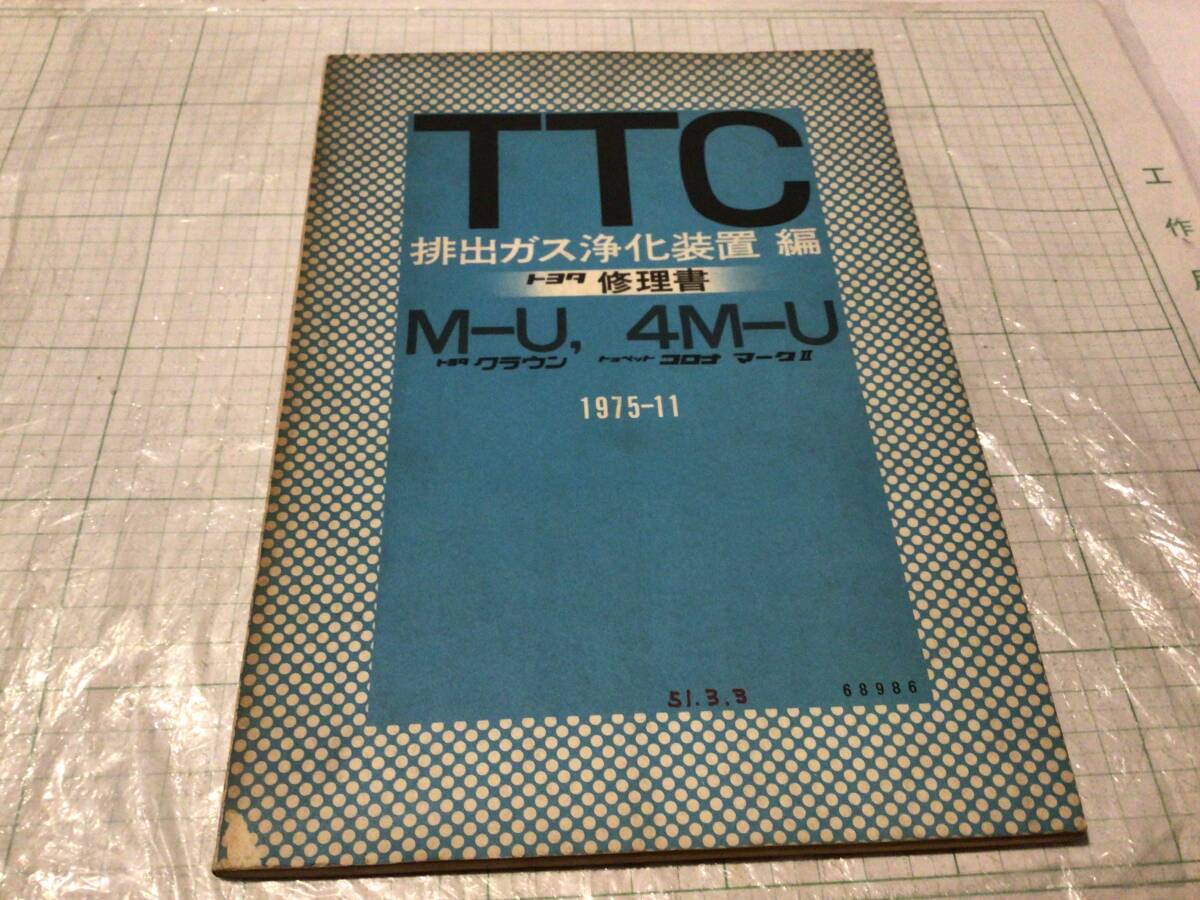 TTC
排出ガス浄化装置 編
トヨタ 修理書
M-U, 4M-U
トヨタ クラウン トヨペット コロナ マークⅡ
1975-11
51.3.3
68986
工作